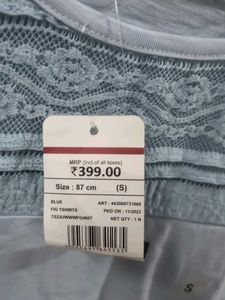 MRP (Incl of all taxes)
₹399.00
Size : 87 cm (S)
BLUE ART : 443000731060
FIG TSHIRTS PKD ON : 11/2022
NET QTY : 1 N
S